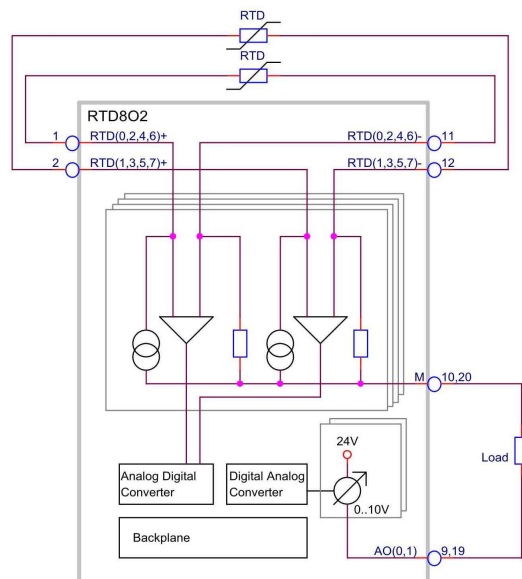 RTD
RTD
RTD8O2
1 RTD(0,2,4,6)+ RTD(0,2,4,6)- 11
2 RTD(1,3,5,7)+ RTD(1,3,5,7)- 12
M 10,20
24V
Load
Analog Digital
Converter
Digital Analog
Converter
0..10V
Backplane
AO(0,1) 9,19